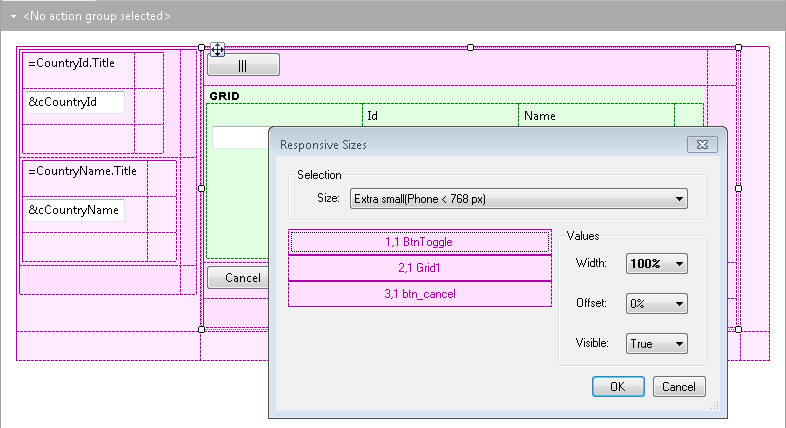 <No action group selected>
=CountryId.Title
|||
&cCountryId
GRID
Id
Name
=CountryName.Title
&cCountryName
Cancel
Responsive Sizes
Selection
Size:
Extra small(Phone < 768 px)
1,1 BtnToggle
2,1 Grid1
3,1 btn_cancel
Values
Width:
100%
Offset:
0%
Visible:
True
OK
Cancel